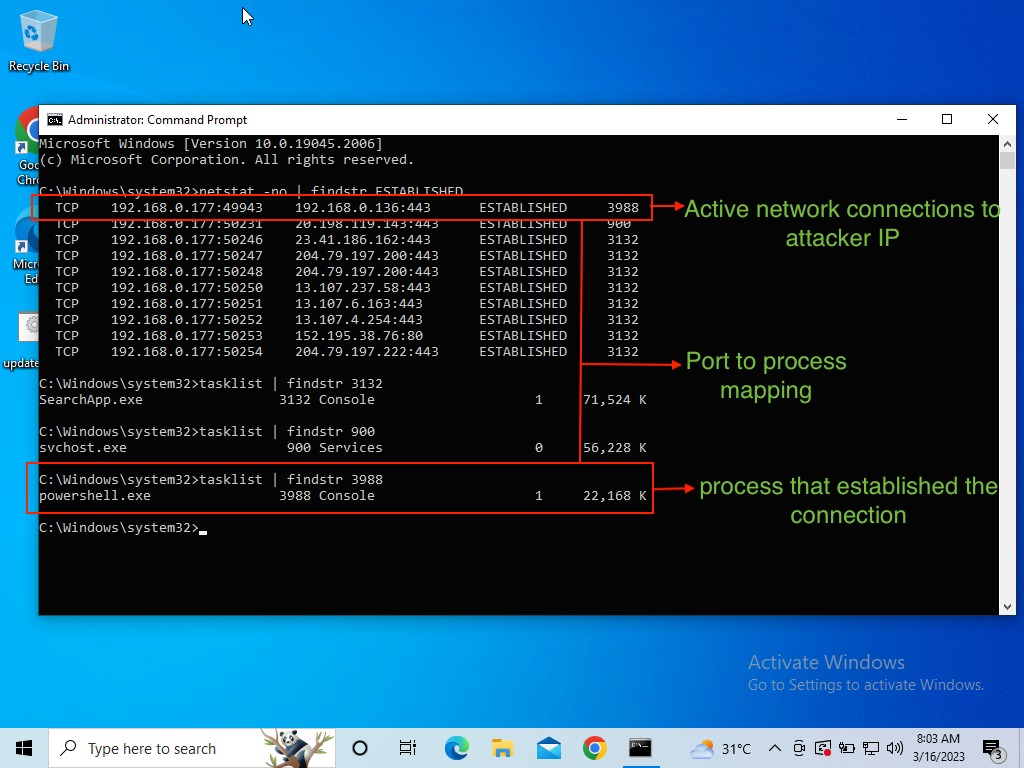 Recycle Bin
Goo
Chro
Micr
Ed
update
Administrator: Command Prompt
Microsoft Windows [Version 10.0.19045.2006]
(c) Microsoft Corporation. All rights reserved.
C:\Windows\system32>netstat -no | findstr ESTABLISHED
TCP 192.168.0.177:49943 192.168.0.136:443 ESTABLISHED 3988
TCP 192.168.0.177:50231 20.198.119.143:443 ESTABLISHED 900
TCP 192.168.0.177:50246 23.41.186.162:443 ESTABLISHED 3132
TCP 192.168.0.177:50247 204.79.197.200:443 ESTABLISHED 3132
TCP 192.168.0.177:50248 204.79.197.200:443 ESTABLISHED 3132
TCP 192.168.0.177:50250 13.107.237.58:443 ESTABLISHED 3132
TCP 192.168.0.177:50251 13.107.6.163:443 ESTABLISHED 3132
TCP 192.168.0.177:50252 13.107.4.254:443 ESTABLISHED 3132
TCP 192.168.0.177:50253 152.195.38.76:80 ESTABLISHED 3132
TCP 192.168.0.177:50254 204.79.197.222:443 ESTABLISHED 3132
C:\Windows\system32>tasklist | findstr 3132
SearchApp.exe 3132 Console 1 71,524 K
C:\Windows\system32>tasklist | findstr 900
svchost.exe 900 Services 0 56,228 K
C:\Windows\system32>tasklist | findstr 3988
powershell.exe 3988 Console 1 22,168 K
C:\Windows\system32>
Active network connections to
attacker IP
Port to process
mapping
process that established the
connection
Activate Windows
Go to Settings to activate Windows.
Type here to search
31°C
8:03 AM
3/16/2023
3